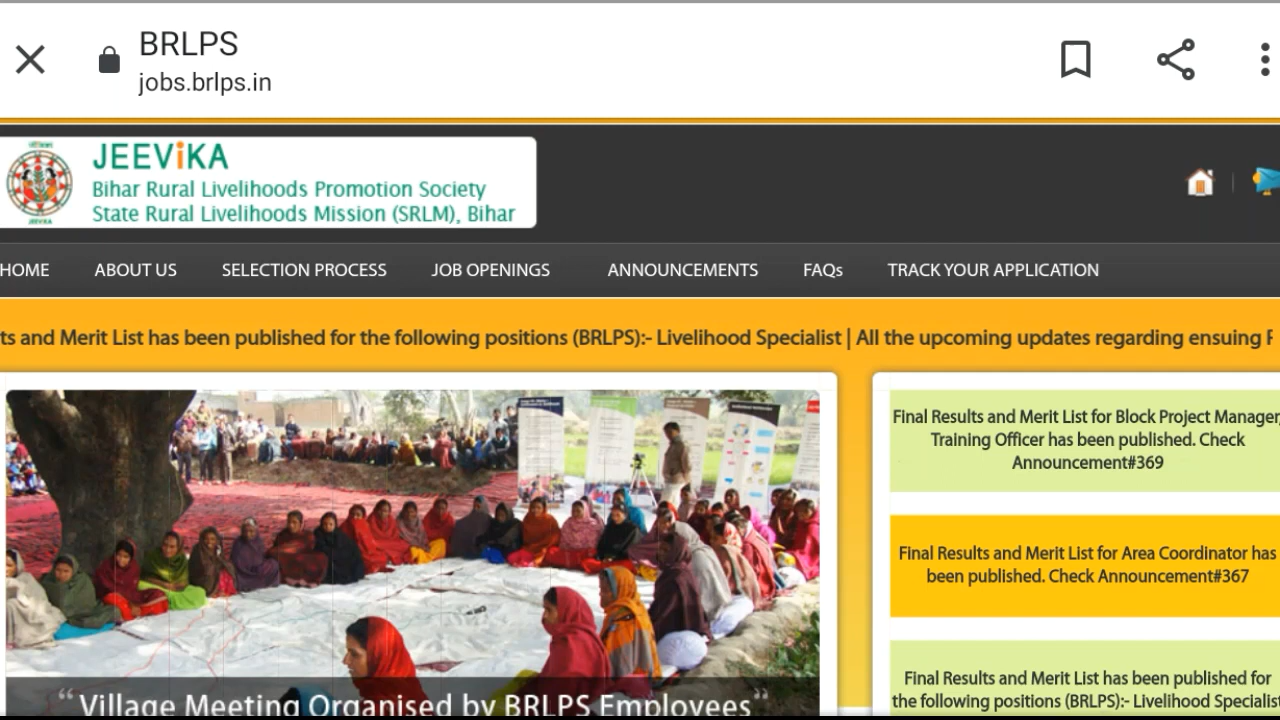 BRLPS
jobs.brlps.in
JEEViKA
Bihar Rural Livelihoods Promotion Society
State Rural Livelihoods Mission (SRLM), Bihar
JEEViKA
HOME ABOUT US SELECTION PROCESS JOB OPENINGS ANNOUNCEMENTS FAQs TRACK YOUR APPLICATION
ts and Merit List has been published for the following positions (BRLPS):- Livelihood Specialist | All the upcoming updates regarding ensuing
Final Results and Merit List for Block Project Manager,
Training Officer has been published. Check
Announcement#369
Final Results and Merit List for Area Coordinator has
been published. Check Announcement#367
Final Results and Merit List has been published for
the following positions (BRLPS):- Livelihood Specialis
“Village Meeting Organised by BRLPS Employees”